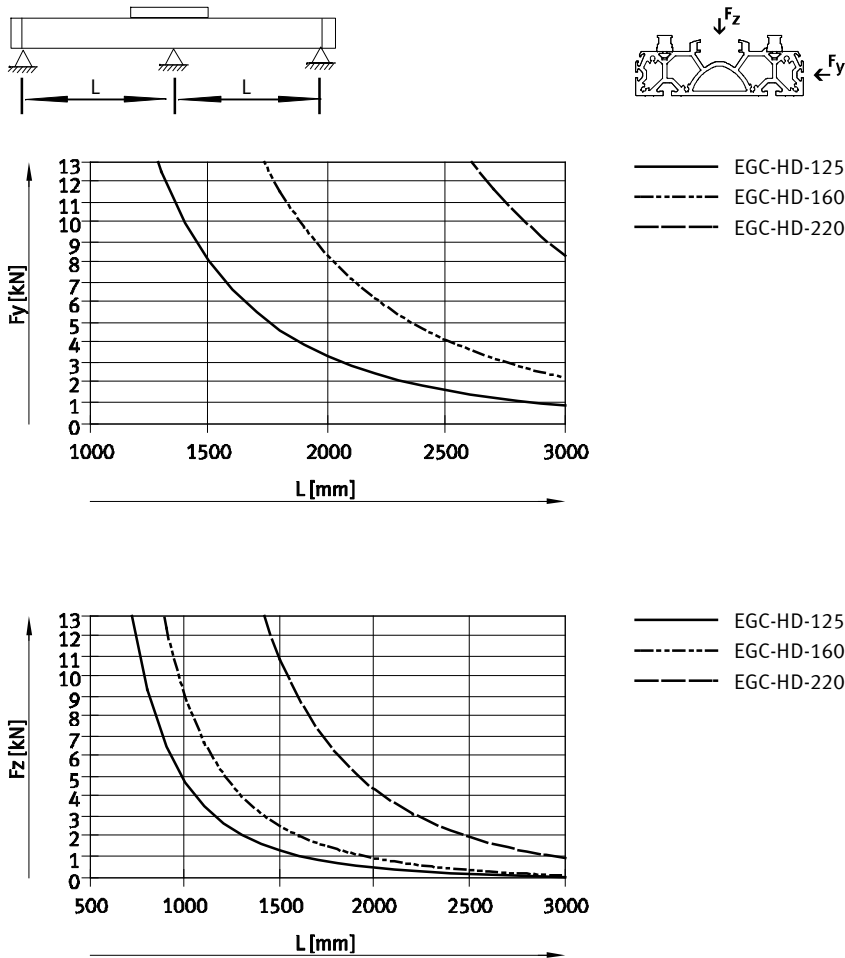 Fz
Fy
L L
Fy [kN]
13
12
11
10
9
8
7
6
5
4
3
2
1
0
1000 1500 2000 2500 3000
L [mm]
EGC-HD-125
EGC-HD-160
EGC-HD-220
Fz [kN]
13
12
11
10
9
8
7
6
5
4
3
2
1
0
500 1000 1500 2000 2500 3000
L [mm]
EGC-HD-125
EGC-HD-160
EGC-HD-220